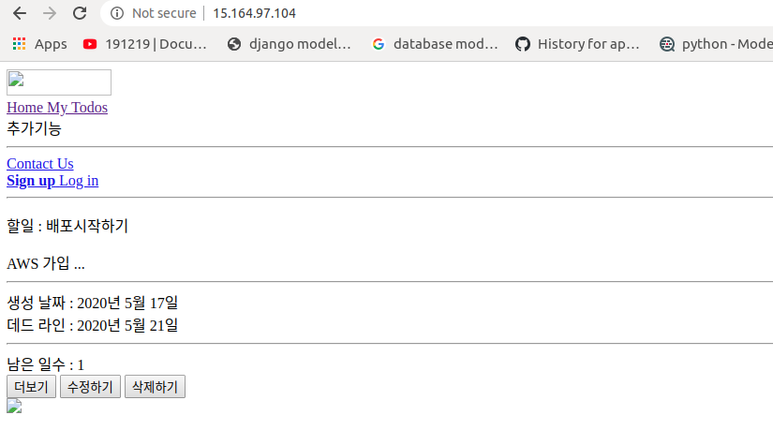 Not secure | 15.164.97.104
Apps 191219 | Docu… django model… database mod… History for ap… python - Mode
Home My Todos
추가기능
Contact Us
Sign up Log in
할일 : 배포시작하기
AWS 가입 ...
생성 날짜 : 2020년 5월 17일
데드 라인 : 2020년 5월 21일
남은 일수 : 1
더보기 수정하기 삭제하기